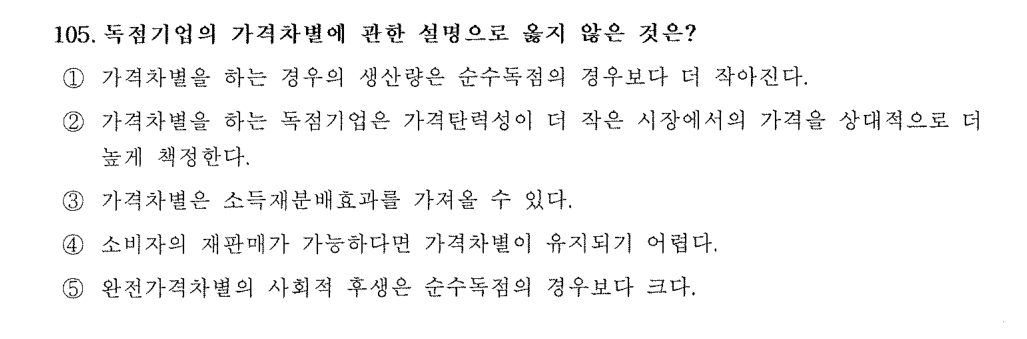 105. 독점기업의 가격차별에 관한 설명으로 옳지 않은 것은?
① 가격차별을 하는 경우의 생산량은 순수독점의 경우보다 더 작아진다.
② 가격차별을 하는 독점기업은 가격탄력성이 더 작은 시장에서의 가격을 상대적으로 더
높게 책정한다.
③ 가격차별은 소득재분배효과를 가져올 수 있다.
④ 소비자의 재판매가 가능하다면 가격차별이 유지되기 어렵다.
⑤ 완전가격차별의 사회적 후생은 순수독점의 경우보다 크다.